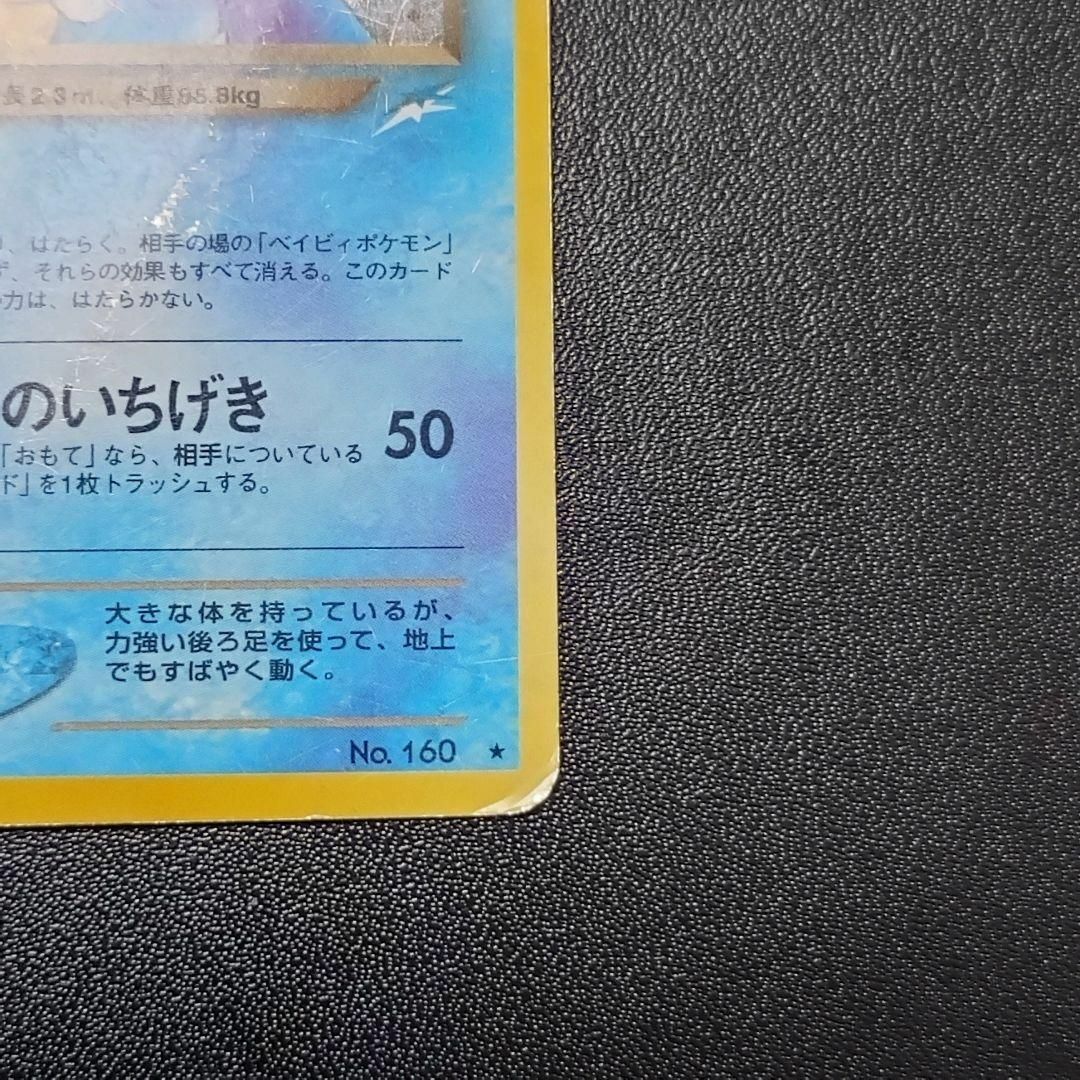 長2.3m、体重88.8kg
、はたらく。相手の場の「ベイビィポケモン」
ず、それらの効果もすべて消える。このカード
力は、はたらかない。
のいちげき
50
「おもて」なら、相手についている
ド」を1枚トラッシュする。
大きな体を持っているが、
力強い後ろ足を使って、地上
でもすばやく動く。
No. 160 ★